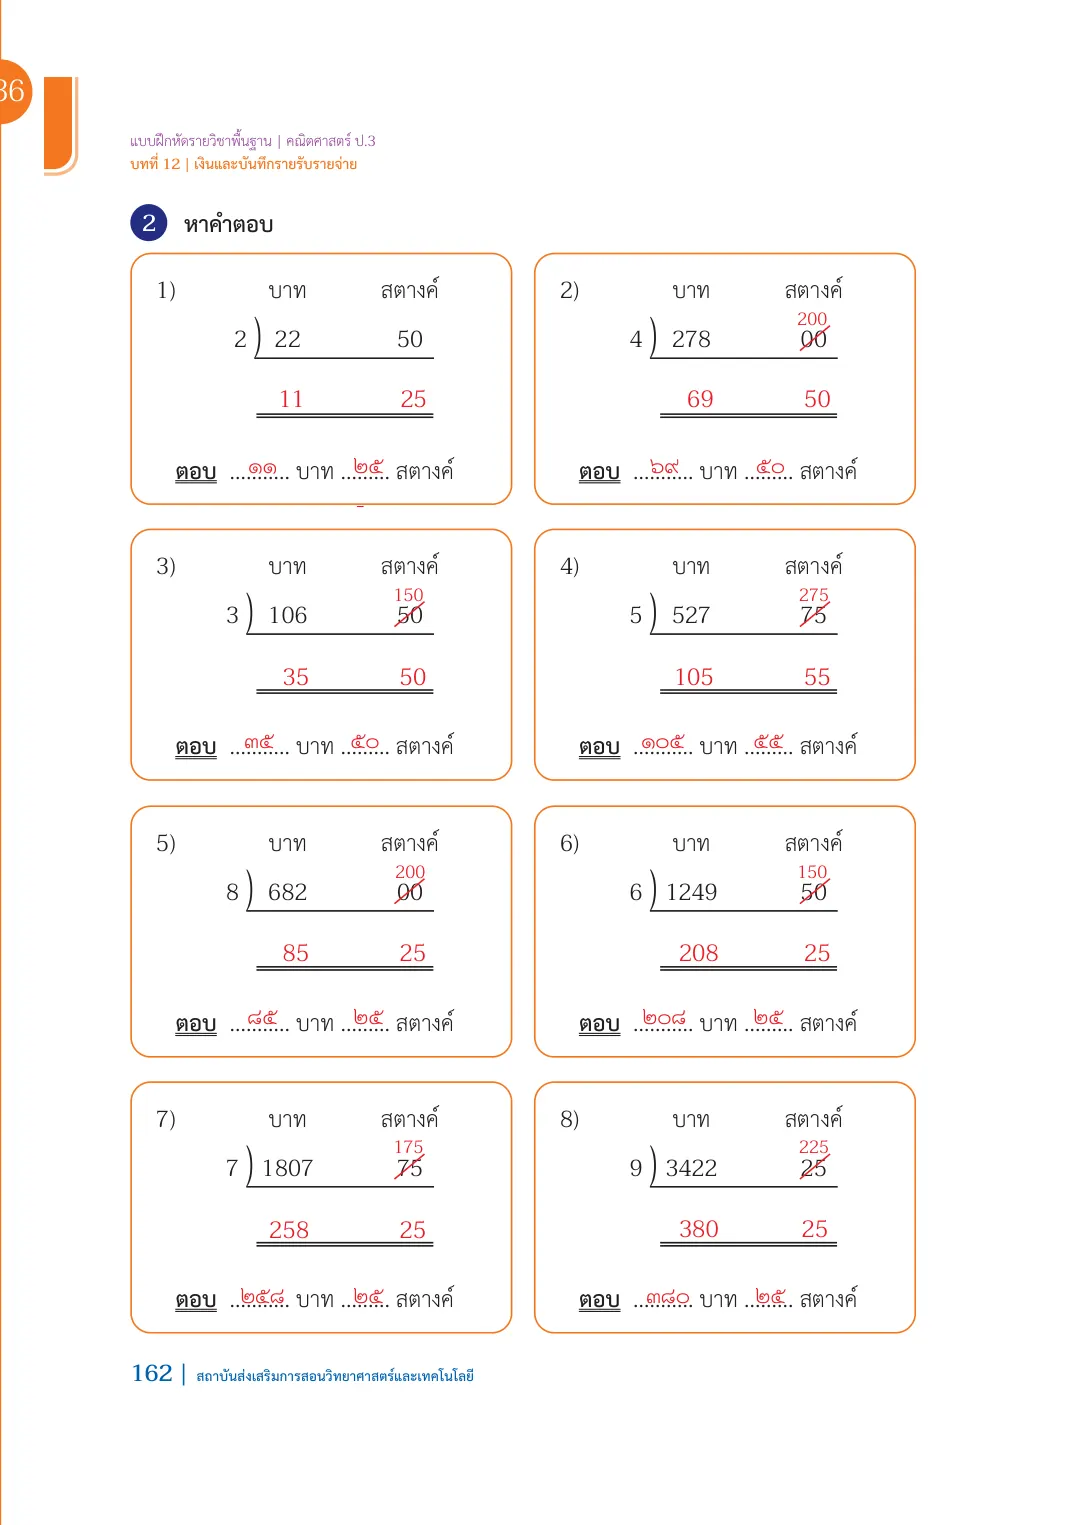 แบบฝึกหัดรายวิชาพื้นฐาน | คณิตศาสตร์ ป.3
บทที่ 12 | เงินและบันทึกรายรับรายจ่าย
2 หาคำตอบ
1) บาท สตางค์
2 ) 22 50
11 25
ตอบ ...๑๑... บาท ...๒๕... สตางค์
2) บาท สตางค์
200
4 ) 278 00
69 50
ตอบ ...๖๙... บาท ...๕๐... สตางค์
3) บาท สตางค์
150
3 ) 106 50
35 50
ตอบ ...๓๕... บาท ...๕๐... สตางค์
4) บาท สตางค์
275
5 ) 527 75
105 55
ตอบ ...๑๐๕... บาท ...๕๕... สตางค์
5) บาท สตางค์
200
8 ) 682 00
85 25
ตอบ ...๘๕... บาท ...๒๕... สตางค์
6) บาท สตางค์
150
6 ) 1249 50
208 25
ตอบ ...๒๐๘... บาท ...๒๕... สตางค์
7) บาท สตางค์
175
7 ) 1807 75
258 25
ตอบ ...๒๕๘... บาท ...๒๕... สตางค์
8) บาท สตางค์
225
9 ) 3422 25
380 25
ตอบ ...๓๘๐... บาท ...๒๕... สตางค์
162 | สถาบันส่งเสริมการสอนวิทยาศาสตร์และเทคโนโลยี